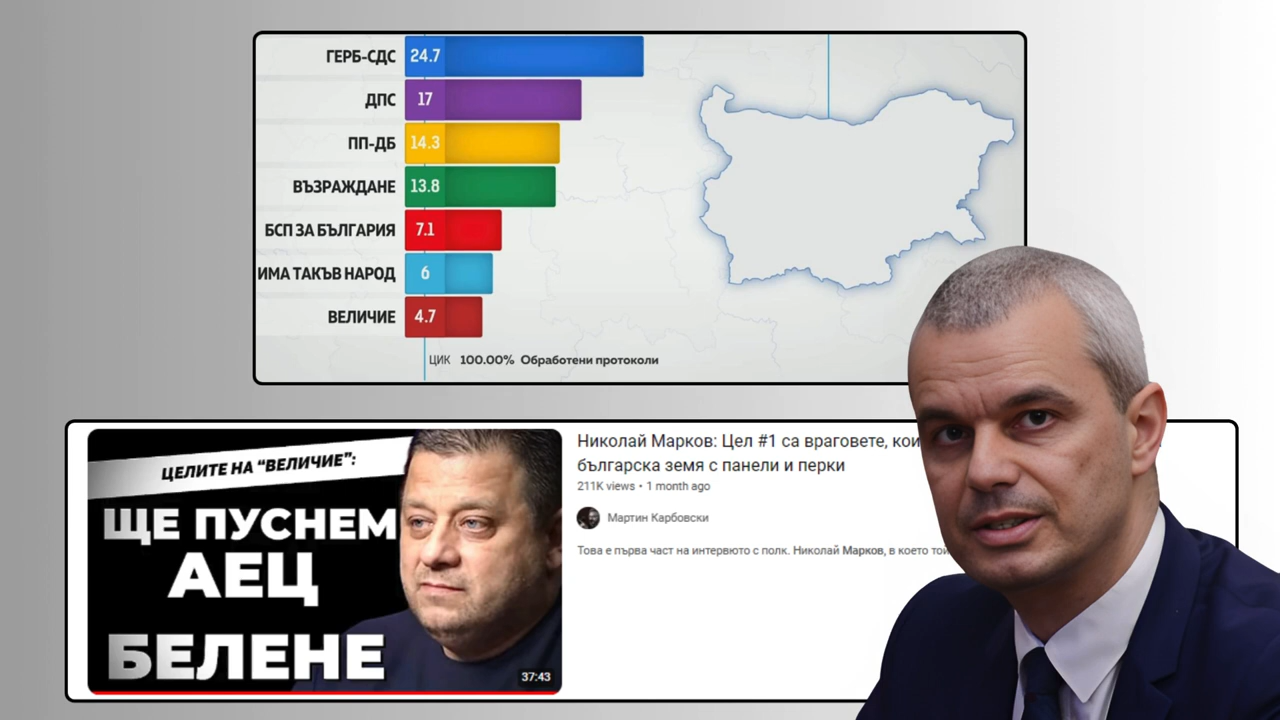 ГЕРБ-СДС 24.7
ДПС 17
ПП-ДБ 14.3
ВЪЗРАЖДАНЕ 13.8
БСП ЗА БЪЛГАРИЯ 7.1
ИМА ТАКЪВ НАРОД 6
ВЕЛИЧИЕ 4.7
ЦИК 100.00% Обработени протоколи
ЦЕЛИТЕ НА “ВЕЛИЧИЕ”:
ЩЕ ПУСНЕМ
АЕЦ
БЕЛЕНЕ
37:43
Николай Марков: Цел #1 са враговете, кои
българска земя с панели и перки
211K views • 1 month ago
Мартин Карбовски
Това е първа част на интервюто с полк. Николай Марков, в което той